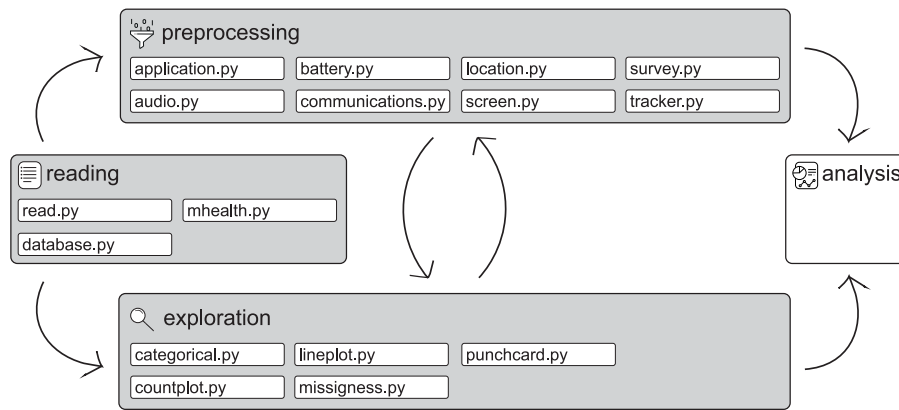 preprocessing
application.py battery.py location.py survey.py
audio.py communications.py screen.py tracker.py
reading
read.py mhealth.py
database.py
analysis
exploration
categorical.py lineplot.py punchcard.py
countplot.py missigness.py